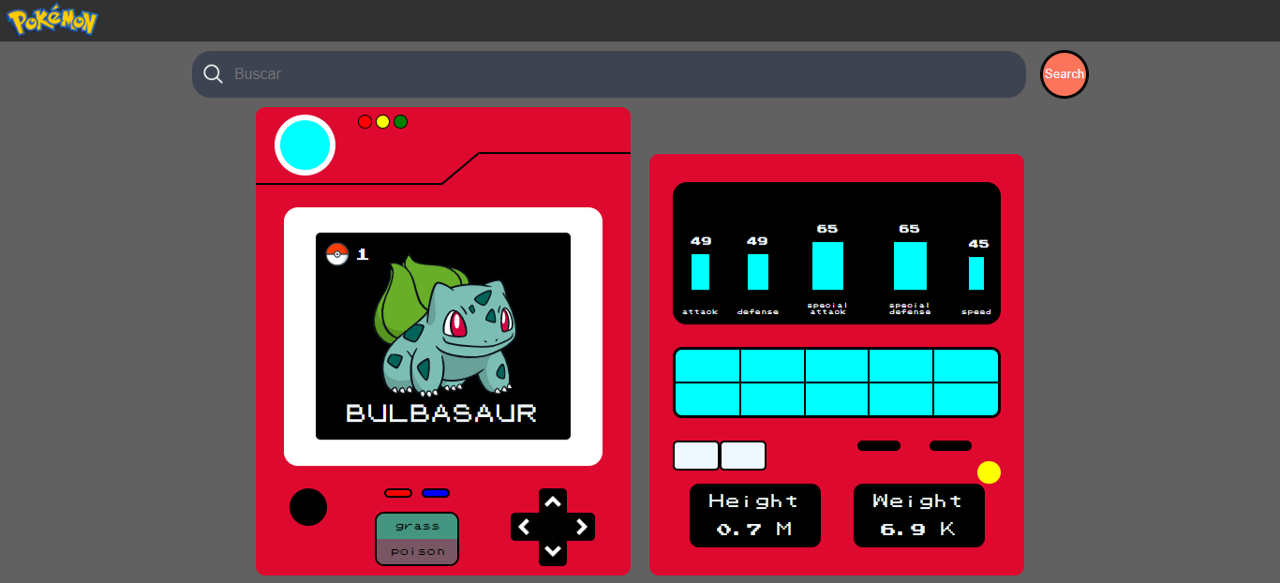 Pokémon
Buscar
Search
1
BULBASAUR
grass
poison
49
49
65
65
45
attack
defense
special
attack
special
defense
speed
Height
0.7 M
Weight
6.9 K